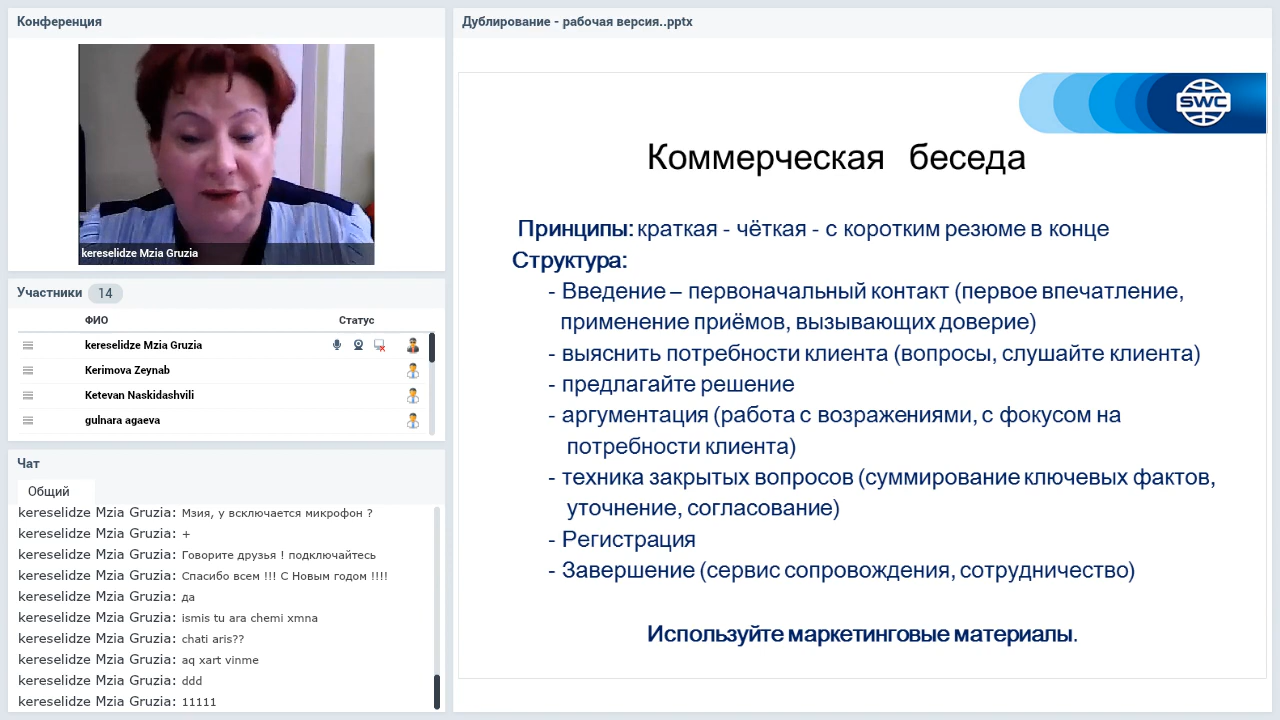 Конференция
kereselidze Mzia Gruzia
Участники 14
ФИО Статус
kereselidze Mzia Gruzia
Kerimova Zeynab
Ketevan Naskidashvili
gulnara agaeva
Чат
Общий
kereselidze Mzia Gruzia: Мзия, у всключается микрофон ?
kereselidze Mzia Gruzia: +
kereselidze Mzia Gruzia: Говорите друзья ! подключайтесь
kereselidze Mzia Gruzia: Спасибо всем !!! С Новым годом !!!!
kereselidze Mzia Gruzia: да
kereselidze Mzia Gruzia: ismis tu ara chemi xmna
kereselidze Mzia Gruzia: chati aris??
kereselidze Mzia Gruzia: aq xart vinme
kereselidze Mzia Gruzia: ddd
kereselidze Mzia Gruzia: 11111
Дублирование - рабочая версия..pptx
SWC
Коммерческая беседа
Принципы: краткая - чёткая - с коротким резюме в конце
Структура:
- Введение – первоначальный контакт (первое впечатление,
применение приёмов, вызывающих доверие)
- выяснить потребности клиента (вопросы, слушайте клиента)
- предлагайте решение
- аргументация (работа с возражениями, с фокусом на
потребности клиента)
- техника закрытых вопросов (суммирование ключевых фактов,
уточнение, согласование)
- Регистрация
- Завершение (сервис сопровождения, сотрудничество)
Используйте маркетинговые материалы.